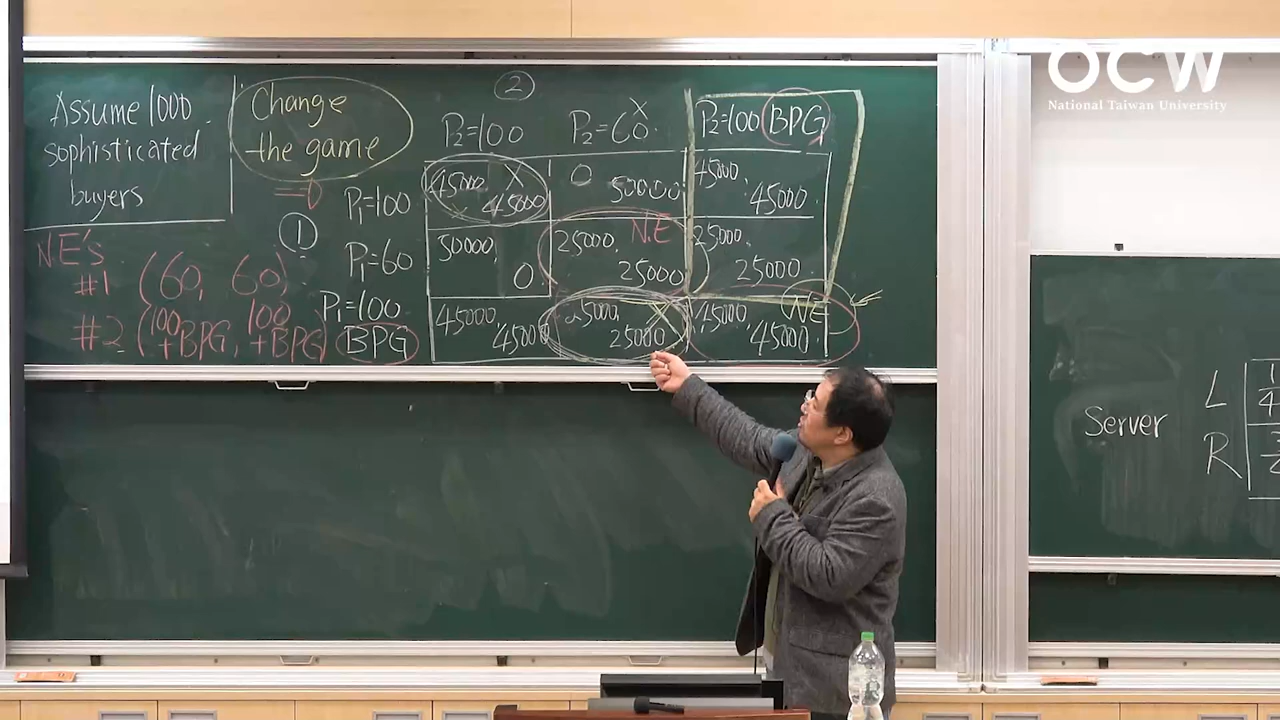 OCW
National Taiwan University
Assume 1000
sophisticated
buyers
Change
the game
NE's
#1 (60, 60)
#2 (100+BPG, 100+BPG)
②
P₂=100
P₂=60
X
P₂=100 BPG
①
P₁=100
45000, 45000
X
0
50000
45000,
45000
P₁=60
50000,
0
25000,
25000
N.E
25000,
25000
P₁=100
BPG
45000, 45000
25000,
25000
X
45000,
45000
NE
Server
L
R